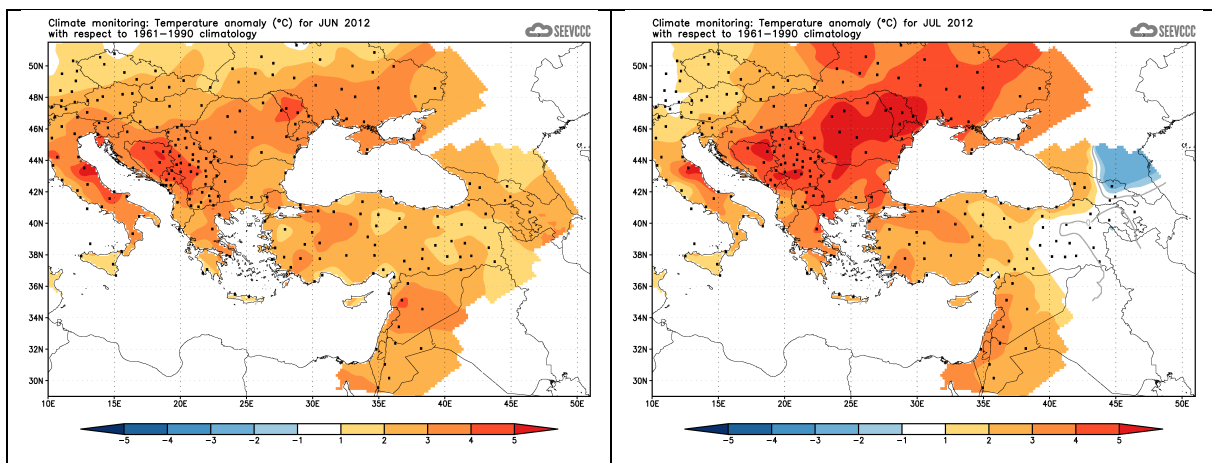 Climate monitoring: Temperature anomaly (°C) for JUN 2012
with respect to 1961–1990 climatology
SEEVCCC
50N
48N
46N
44N
42N
40N
38N
36N
34N
32N
30N
10E 15E 20E 25E 30E 35E 40E 45E 50E
-5 -4 -3 -2 -1 1 2 3 4 5
Climate monitoring: Temperature anomaly (°C) for JUL 2012
with respect to 1961–1990 climatology
SEEVCCC
50N
48N
46N
44N
42N
40N
38N
36N
34N
32N
30N
10E 15E 20E 25E 30E 35E 40E 45E 50E
-5 -4 -3 -2 -1 1 2 3 4 5